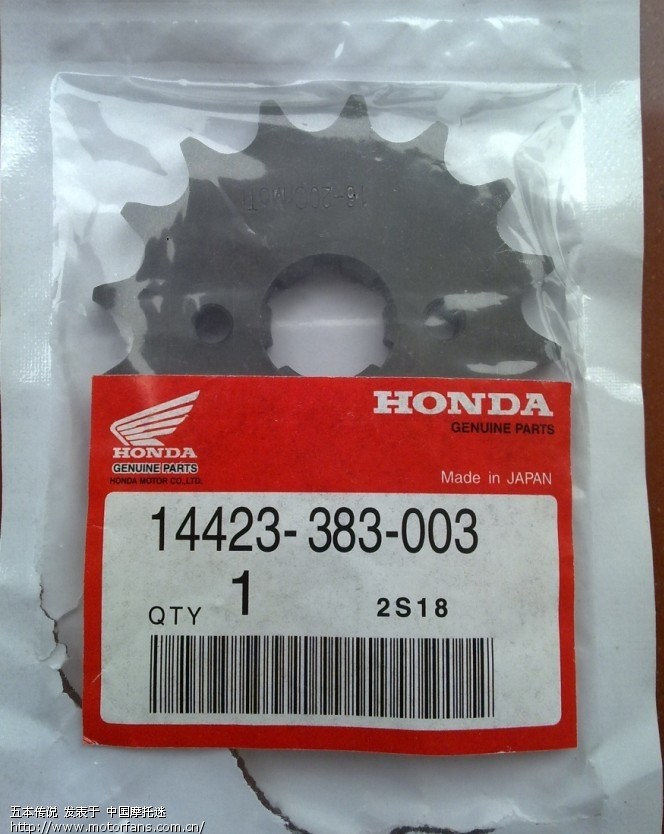 HONDA
GENUINE PARTS
HONDA MOTOR CO.,LTD.
HONDA
GENUINE PARTS
Made in JAPAN
14423-383-003
QTY 1 2S18
五本传说 发表于 中国摩托迷
http://www.motorfans.com.cn/